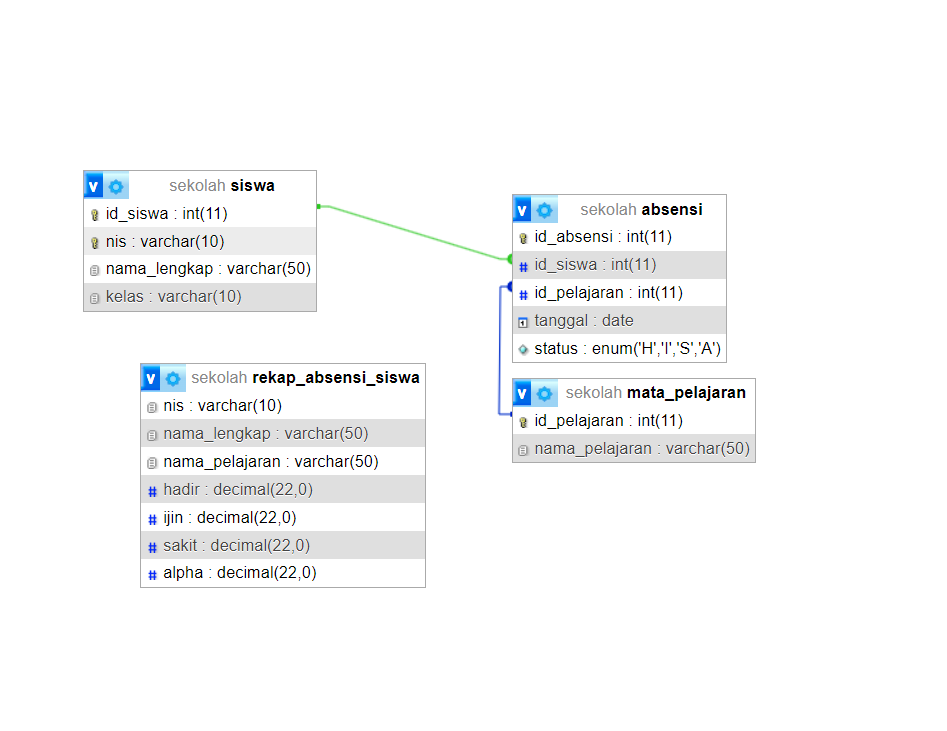 v sekolah siswa
id_siswa : int(11)
nis : varchar(10)
nama_lengkap : varchar(50)
kelas : varchar(10)
v sekolah absensi
id_absensi : int(11)
# id_siswa : int(11)
# id_pelajaran : int(11)
1 tanggal : date
status : enum('H','I','S','A')
v sekolah rekap_absensi_siswa
nis : varchar(10)
nama_lengkap : varchar(50)
nama_pelajaran : varchar(50)
# hadir : decimal(22,0)
# ijin : decimal(22,0)
# sakit : decimal(22,0)
# alpha : decimal(22,0)
v sekolah mata_pelajaran
id_pelajaran : int(11)
nama_pelajaran : varchar(50)